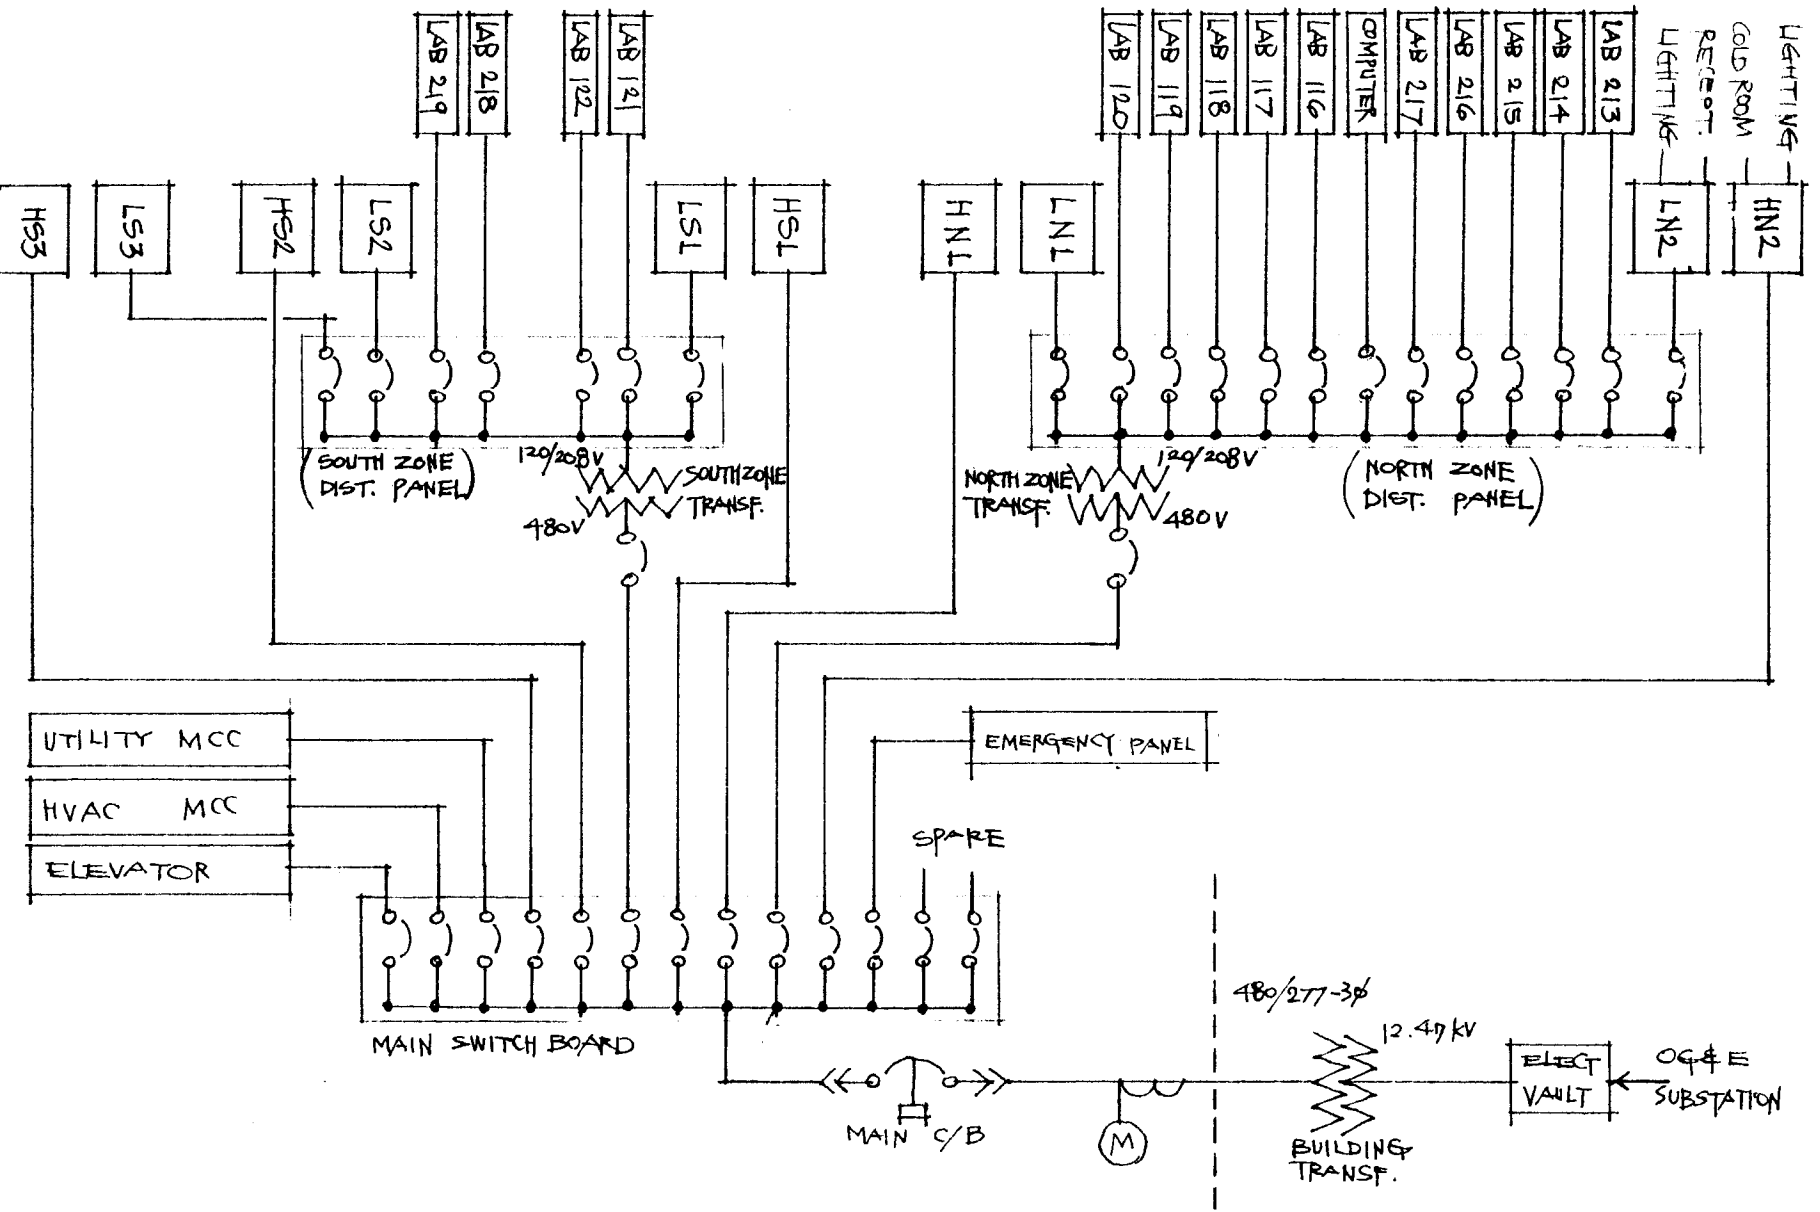 LAB 219
LAB 218
LAB 122
LAB 121
LAB 120
LAB 119
LAB 118
LAB 117
LAB 116
COMPUTER
LAB 217
LAB 216
LAB 215
LAB 214
LAB 213
LIGHTING
RECEPT.
COLD ROOM
LIGHTING
HS3
LS3
HS2
LS2
LS1
HS1
HN1
LN1
LN2
HN2
(SOUTH ZONE
DIST. PANEL)
120/208V
SOUTH ZONE
TRANSF.
480V
NORTH ZONE
TRANSF.
120/208V
480V
(NORTH ZONE
DIST. PANEL)
UTILITY MCC
HVAC MCC
ELEVATOR
EMERGENCY PANEL
SPARE
MAIN SWITCH BOARD
MAIN C/B
M
480/277-3ø
12.47 kV
BUILDING
TRANSF.
ELECT
VAULT
OG&E
SUBSTATION